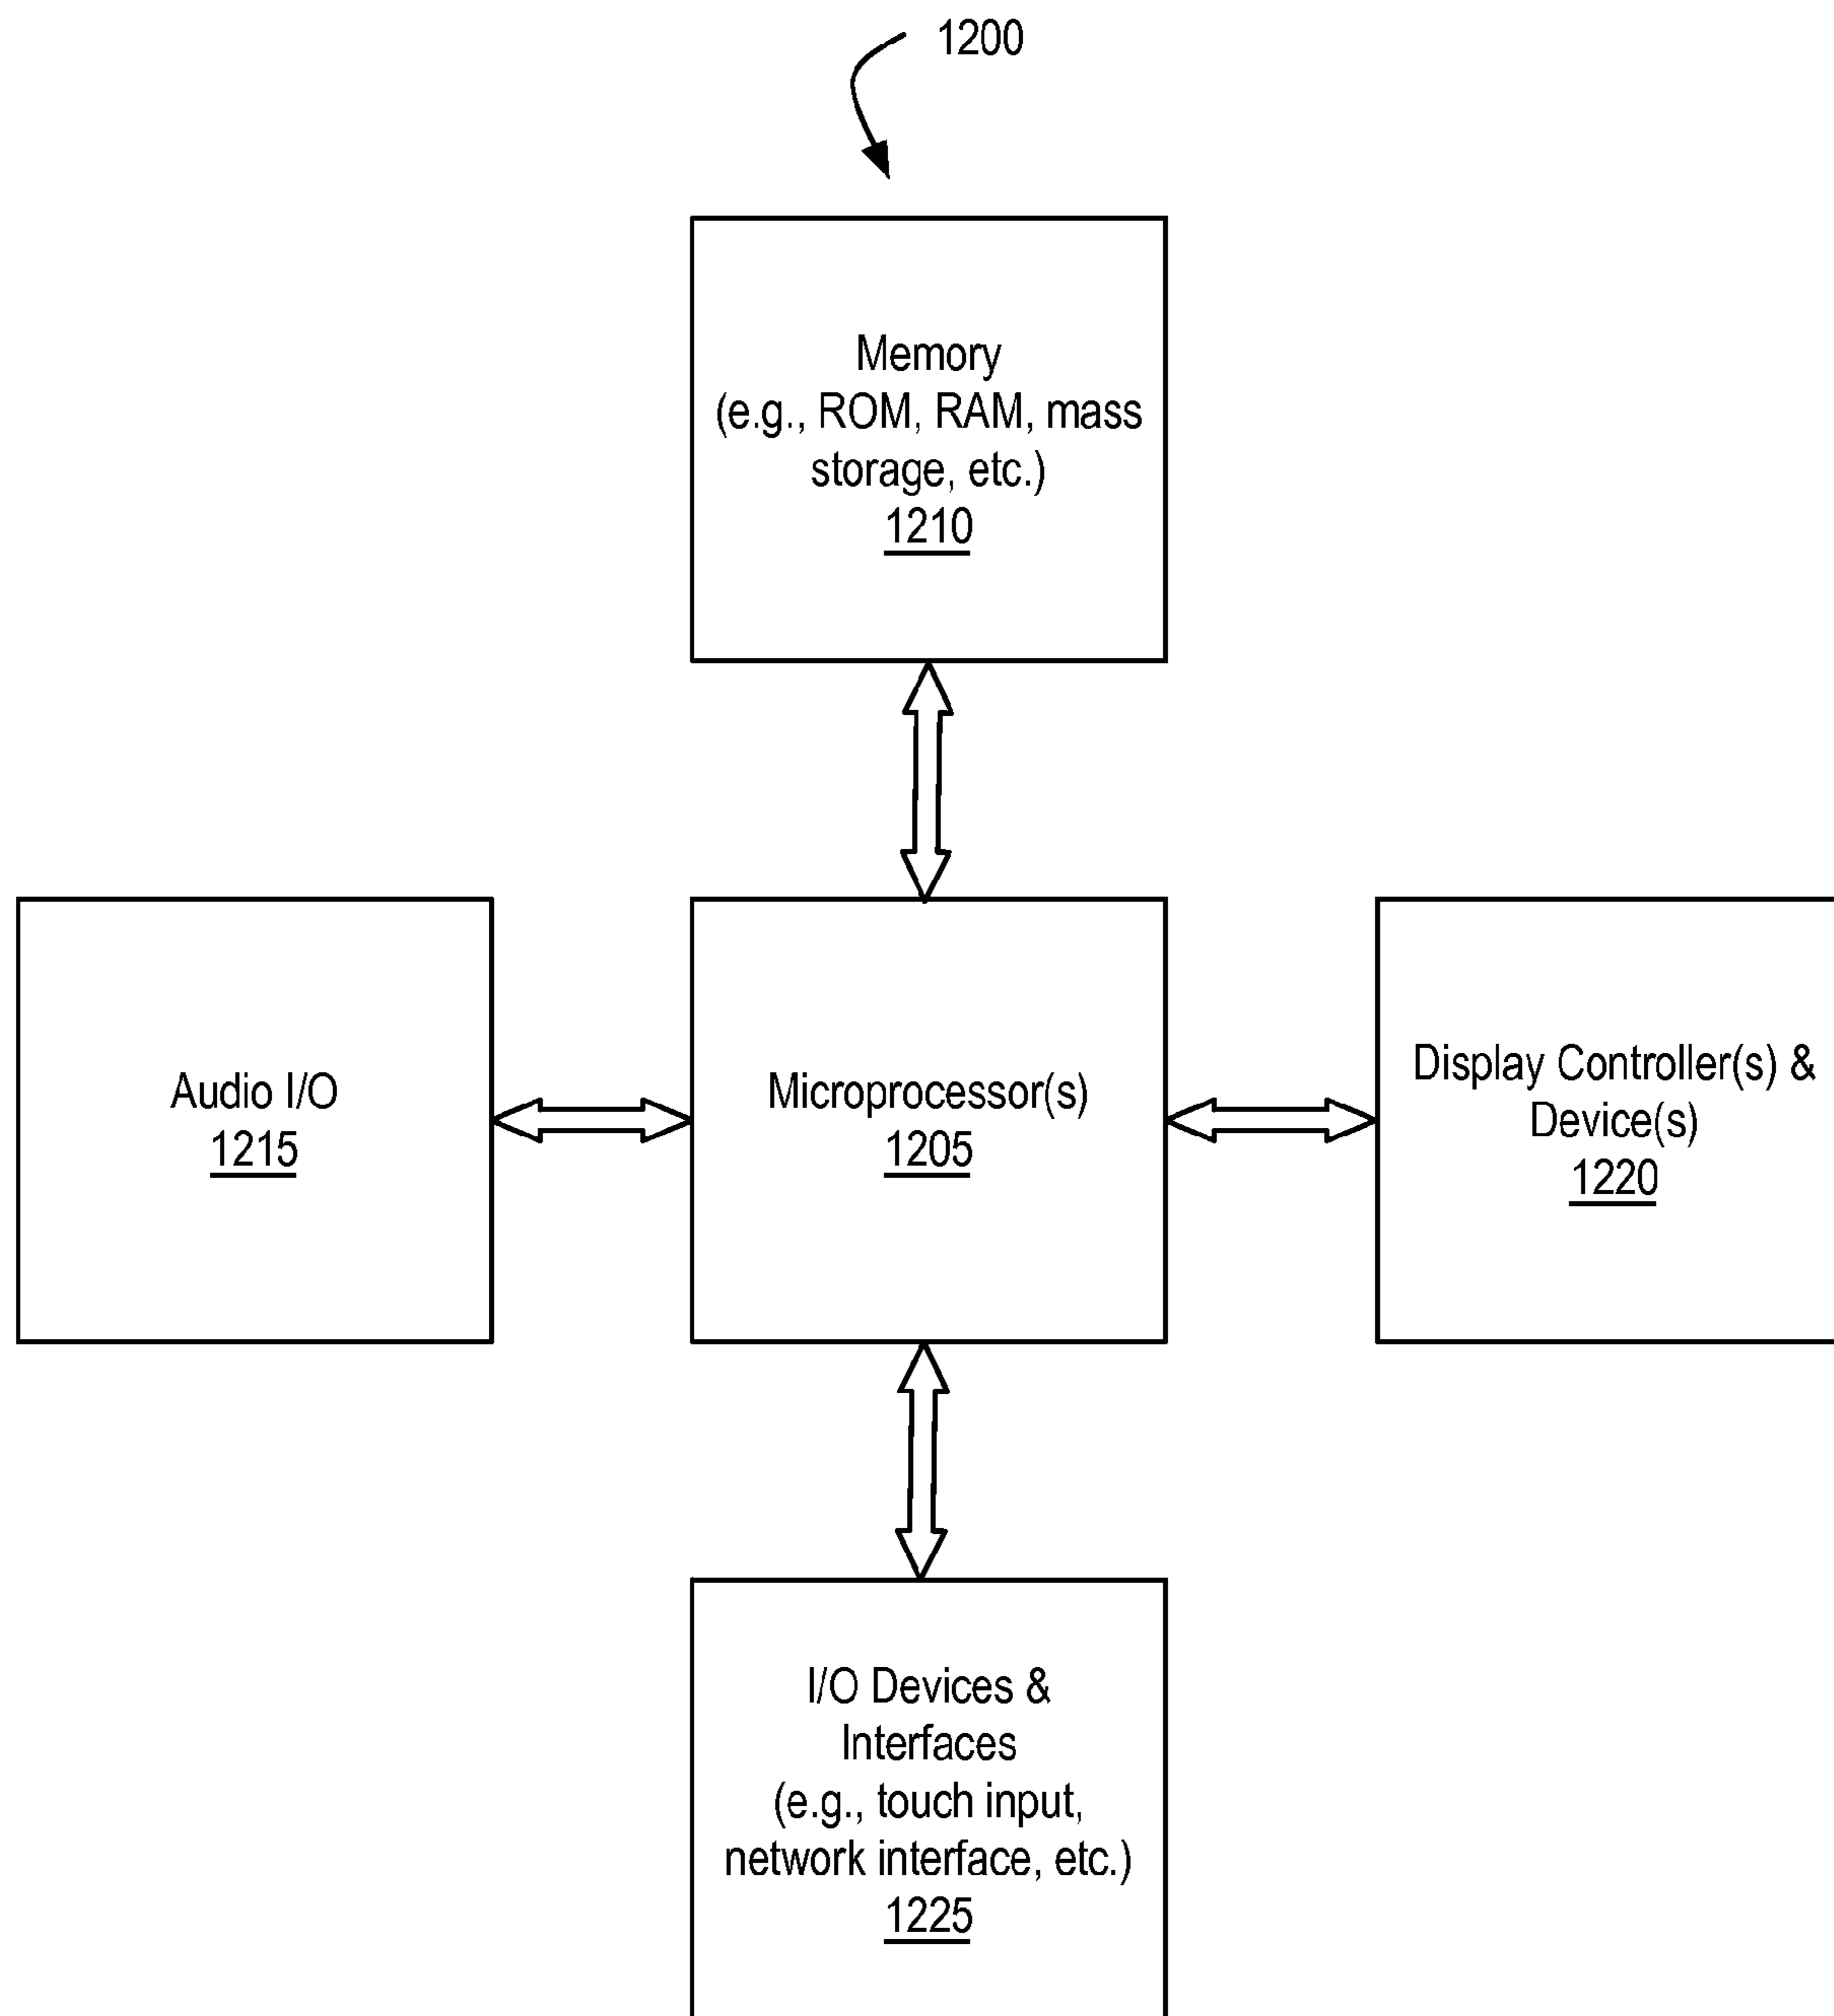 1200
Memory
(e.g., ROM, RAM, mass
storage, etc.)
1210
Audio I/O
1215
Microprocessor(s)
1205
Display Controller(s) &
Device(s)
1220
I/O Devices &
Interfaces
(e.g., touch input,
network interface, etc.)
1225